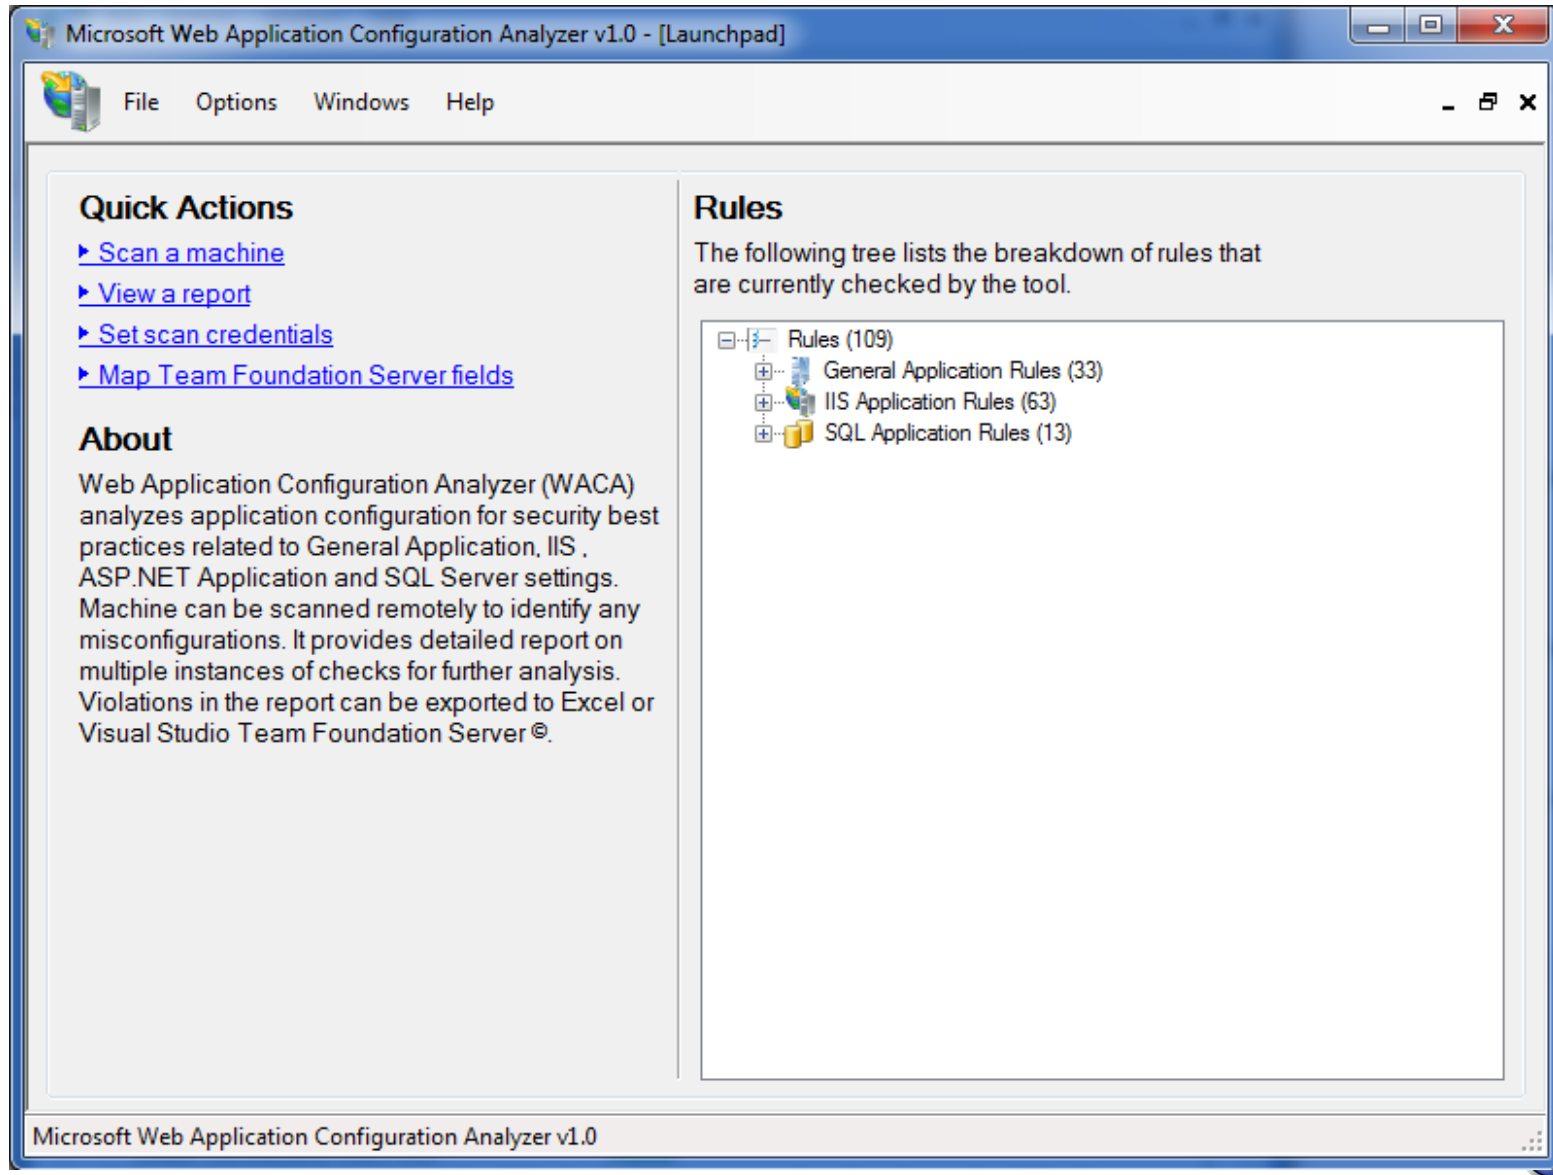 Microsoft Web Application Configuration Analyzer v1.0 - [Launchpad]
File Options Windows Help
Quick Actions
Scan a machine
View a report
Set scan credentials
Map Team Foundation Server fields
About
Web Application Configuration Analyzer (WACA)
analyzes application configuration for security best
practices related to General Application, IIS ,
ASP.NET Application and SQL Server settings.
Machine can be scanned remotely to identify any
misconfigurations. It provides detailed report on
multiple instances of checks for further analysis.
Violations in the report can be exported to Excel or
Visual Studio Team Foundation Server ©.
Rules
The following tree lists the breakdown of rules that
are currently checked by the tool.
Rules (109)
General Application Rules (33)
IIS Application Rules (63)
SQL Application Rules (13)
Microsoft Web Application Configuration Analyzer v1.0